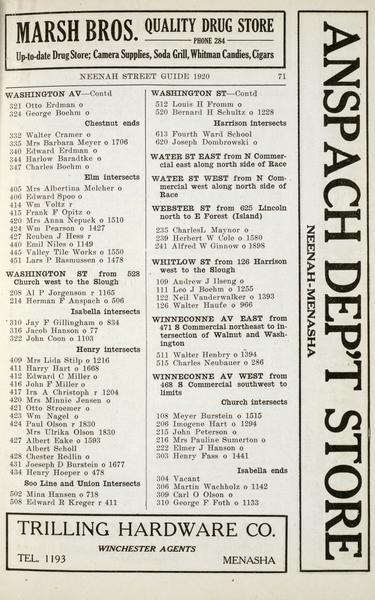 MARSH BROS. QUALITY DRUG STORE
PHONE 284
Up-to-date Drug Store; Camera Supplies, Soda Grill, Whitman Candies, Cigars
NEENAH STREET GUIDE 1920 71
WASHINGTON AV—Contd
321 Otto Erdman o
324 George Boehm o
Chestnut ends
332 Walter Cramer o
335 Mrs Barbara Meyer o 1706
340 Edward Erdman o
344 Harlow Baradtke o
347 Charles Boehm o
Elm intersects
405 Mrs Albertina Melcher o
406 Edward Spoo o
414 Wm Voltz r
415 Frank F Opitz o
420 Mrs Anna Nepuck o 1510
424 Wm Pearson o 1427
427 Reuben J Hess r
440 Emil Niles o 1149
445 Valley Tile Works o 1550
451 Lars P Rasmussen o 1478
WASHINGTON ST from 528
Church west to the Slough
208 Al P Jorgenson r 1165
214 Herman F Anspach o 506
Isabella intersects
310 Jay F Gillingham o 834
316 Jacob Hanson o 77
322 John Coon o 1103
Henry intersects
409 Mrs Lida Stilp o 1216
411 Harry Hart o 1668
412 Edward C Miller o
416 John F Miller o
417 Ira A Christoph r 1204
420 Mrs Minnie Jensen o
421 Otto Stroemer o
423 Wm Nagel o
424 Paul Olson r 1830
Mrs Ulrika Olson 1830
427 Albert Eake o 1593
Albert Scholl
428 Chester Redlin o
431 Joeseph D Burstein o 1677
434 Henry Hoeper o 478
Soo Line and Union Intersects
502 Mina Hansen o 718
508 Edward R Kreger r 411
WASHINGTON ST—Contd
512 Louis H Fromm o
520 Bernard H Schultz o 1228
Harrison intersects
613 Fourth Ward School
620 Joseph Dombrowski o
WATER ST EAST from N Commer-
cial east along north side of Race
WATER ST WEST from N Com-
mercial west along north side of
Race
WEBSTER ST from 625 Lincoln
north to E Forest (Island)
235 CharlesL Maynor o
239 Herbert W Cole o 1580
241 Alfred W Ginnow o 1898
WHITLOW ST from 126 Harrison
west to the Slough
109 Andrew J Ilseng o
111 Leo J Boehm o 1255
122 Neil Vanderwalker o 1393
126 Walter Haufe o 966
WINNECONNE AV EAST from
471 S Commercial northeast to in-
tersection of Walnut and Wash-
ington
511 Walter Hembry o 1394
515 Charles Neubauer o 286
WINNECONNE AV WEST from
468 S Commercial southwest to
limits
Church intersects
108 Meyer Burstein o 1515
206 Imogene Hart o 1294
215 John Peterson o
216 Mrs Pauline Sumerton o
222 Elmer J Hanson o
303 Henry Fass o 1441
Isabella ends
304 Vacant
306 Martin Wachholz o 1142
309 Carl O Olson o
310 George F Foth o 1133
TRILLING HARDWARE CO.
WINCHESTER AGENTS
TEL. 1193 MENASHA
ANSPACH DEP'T STORE
NEENAH-MENASHA